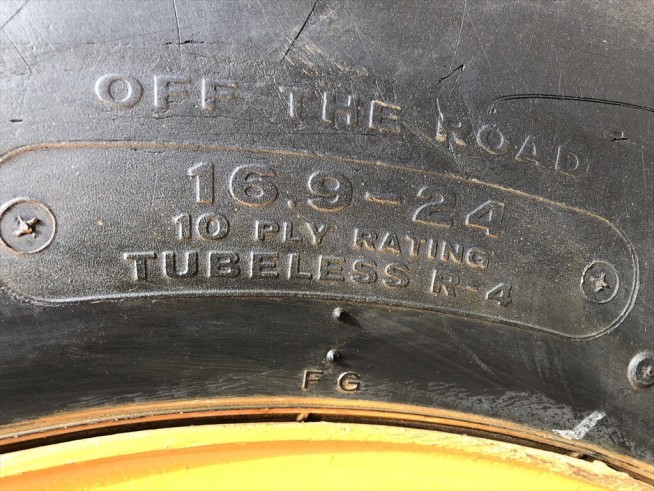 OFF THE ROAD
16.9-24
10 PLY RATING
TUBELESS R-4
FG